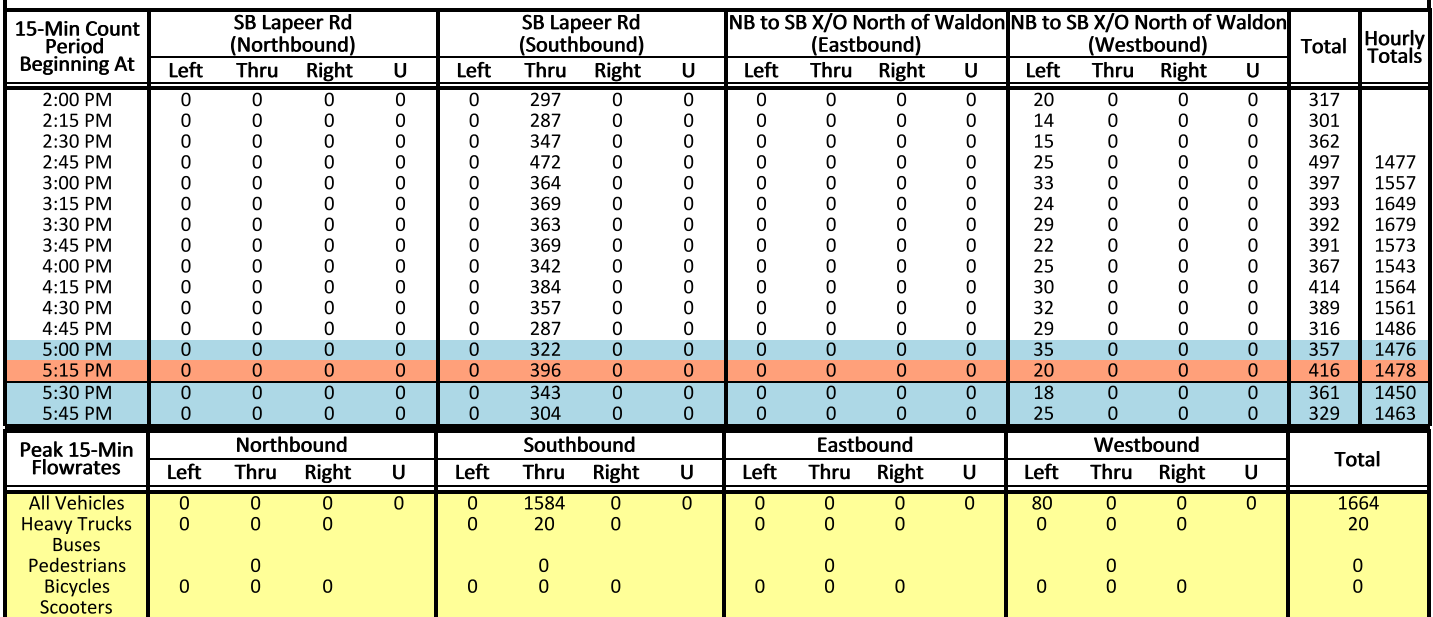 15-Min Count Period Beginning At | SB Lapeer Rd (Northbound) | SB Lapeer Rd (Southbound) | NB to SB X/O North of Waldon (Eastbound) | NB to SB X/O North of Waldon (Westbound) | Total | Hourly Totals
Left Thru Right U Left Thru Right U Left Thru Right U Left Thru Right U
2:00 PM 0 0 0 0 0 297 0 0 0 0 0 0 20 0 0 0 317
2:15 PM 0 0 0 0 0 287 0 0 0 0 0 0 14 0 0 0 301
2:30 PM 0 0 0 0 0 347 0 0 0 0 0 0 15 0 0 0 362
2:45 PM 0 0 0 0 0 472 0 0 0 0 0 0 25 0 0 0 497 1477
3:00 PM 0 0 0 0 0 364 0 0 0 0 0 0 33 0 0 0 397 1557
3:15 PM 0 0 0 0 0 369 0 0 0 0 0 0 24 0 0 0 393 1649
3:30 PM 0 0 0 0 0 363 0 0 0 0 0 0 29 0 0 0 392 1679
3:45 PM 0 0 0 0 0 369 0 0 0 0 0 0 22 0 0 0 391 1573
4:00 PM 0 0 0 0 0 342 0 0 0 0 0 0 25 0 0 0 367 1543
4:15 PM 0 0 0 0 0 384 0 0 0 0 0 0 30 0 0 0 414 1564
4:30 PM 0 0 0 0 0 357 0 0 0 0 0 0 32 0 0 0 389 1561
4:45 PM 0 0 0 0 0 287 0 0 0 0 0 0 29 0 0 0 316 1486
5:00 PM 0 0 0 0 0 322 0 0 0 0 0 0 35 0 0 0 357 1476
5:15 PM 0 0 0 0 0 396 0 0 0 0 0 0 20 0 0 0 416 1478
5:30 PM 0 0 0 0 0 343 0 0 0 0 0 0 18 0 0 0 361 1450
5:45 PM 0 0 0 0 0 304 0 0 0 0 0 0 25 0 0 0 329 1463
Peak 15-Min Flowrates | Northbound | Southbound | Eastbound | Westbound | Total
Left Thru Right U Left Thru Right U Left Thru Right U Left Thru Right U
All Vehicles 0 0 0 0 0 1584 0 0 0 0 0 0 80 0 0 0 1664
Heavy Trucks 0 0 0 0 20 0 0 0 0 0 0 0 20
Buses
Pedestrians 0 0 0 0 0
Bicycles 0 0 0 0 0 0 0 0 0 0 0 0 0
Scooters